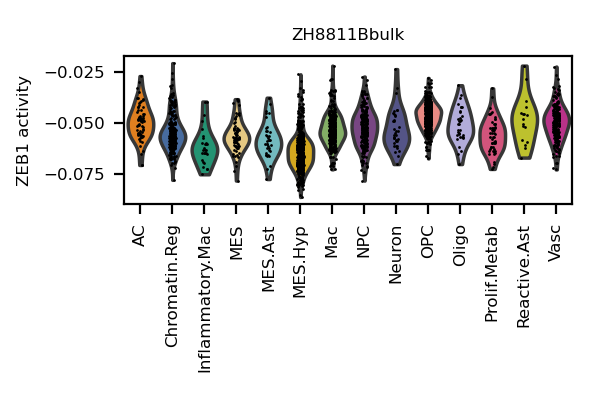 ZH8811Bbulk
ZEB1 activity
−0.025
−0.050
−0.075
AC
Chromatin.Reg
Inflammatory.Mac
MES
MES.Ast
MES.Hyp
Mac
NPC
Neuron
OPC
Oligo
Prolif.Metab
Reactive.Ast
Vasc